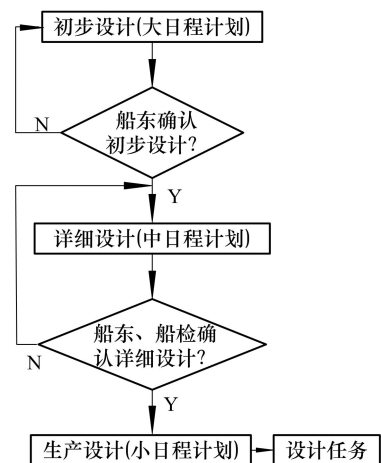 初步设计(大日程计划)
船东确认
初步设计?
N
Y
详细设计(中日程计划)
船东、船检确
认详细设计?
N
Y
生产设计(小日程计划)
设计任务